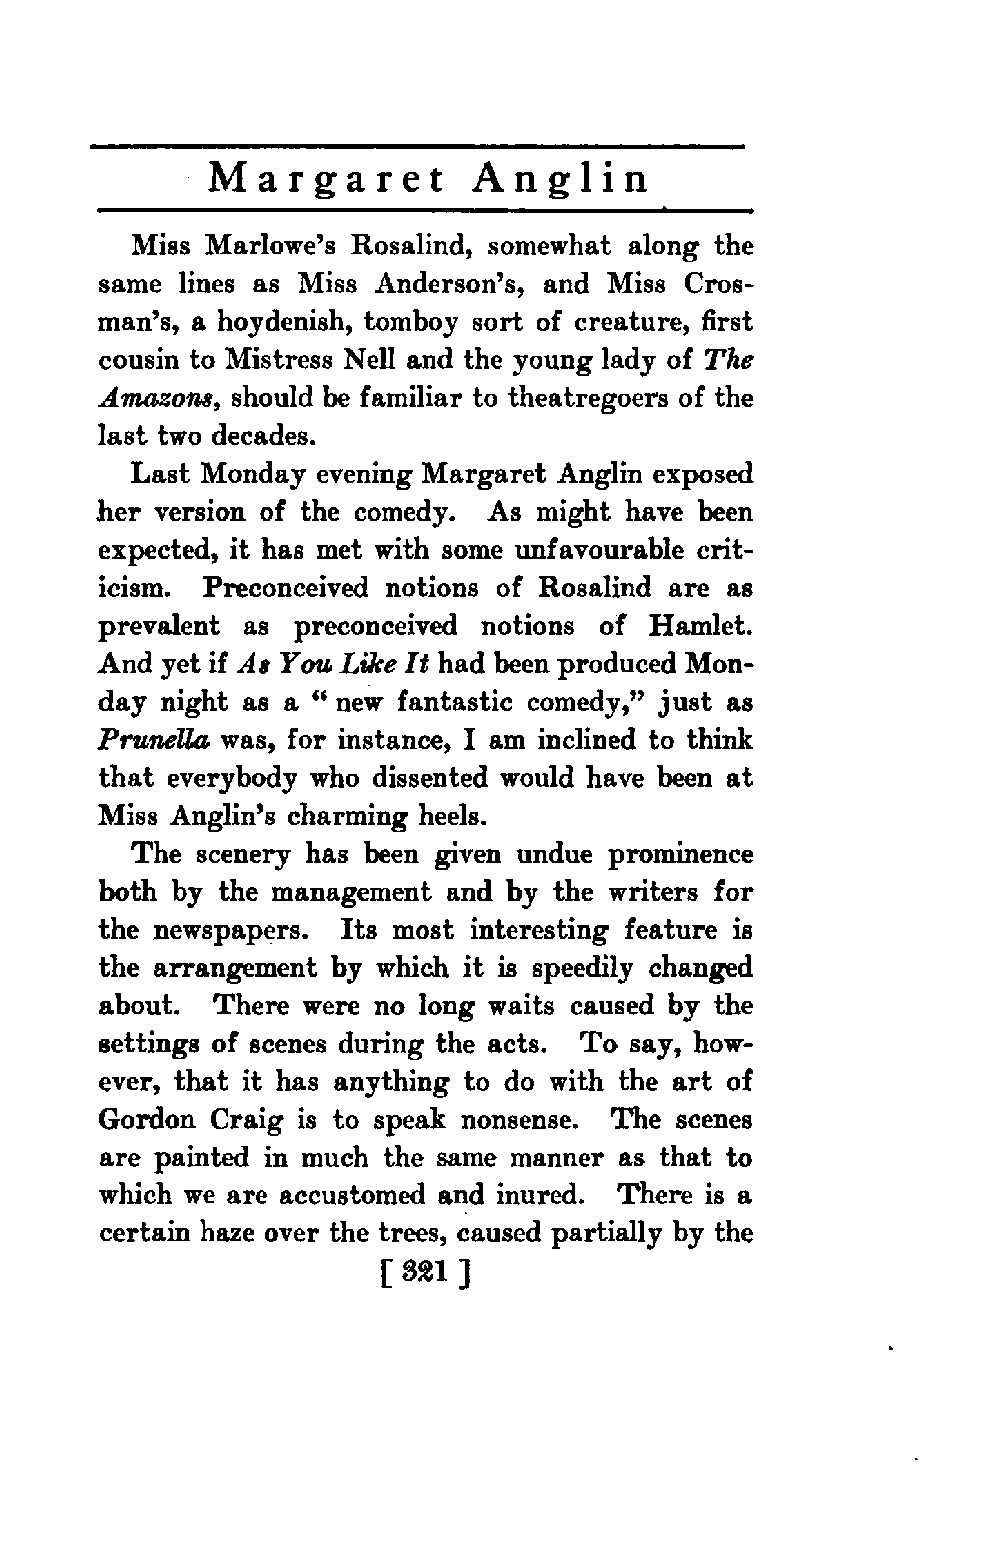 Margaret Anglin
Miss Marlowe's Rosalind, somewhat along the
same lines as Miss Anderson's, and Miss Cros-
man's, a hoydenish, tomboy sort of creature, first
cousin to Mistress Nell and the young lady of The
Amazons, should be familiar to theatregoers of the
last two decades.
Last Monday evening Margaret Anglin exposed
her version of the comedy. As might have been
expected, it has met with some unfavourable crit-
icism. Preconceived notions of Rosalind are as
prevalent as preconceived notions of Hamlet.
And yet if As You Like It had been produced Mon-
day night as a “ new fantastic comedy,” just as
Prunella was, for instance, I am inclined to think
that everybody who dissented would have been at
Miss Anglin's charming heels.
The scenery has been given undue prominence
both by the management and by the writers for
the newspapers. Its most interesting feature is
the arrangement by which it is speedily changed
about. There were no long waits caused by the
settings of scenes during the acts. To say, how-
ever, that it has anything to do with the art of
Gordon Craig is to speak nonsense. The scenes
are painted in much the same manner as that to
which we are accustomed and inured. There is a
certain haze over the trees, caused partially by the
[ 321 ]